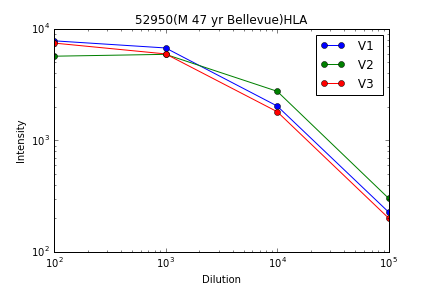 52950(M 47 yr Bellevue)HLA
V1
V2
V3
10⁴
10³
10²
Intensity
10² 10³ 10⁴ 10⁵
Dilution